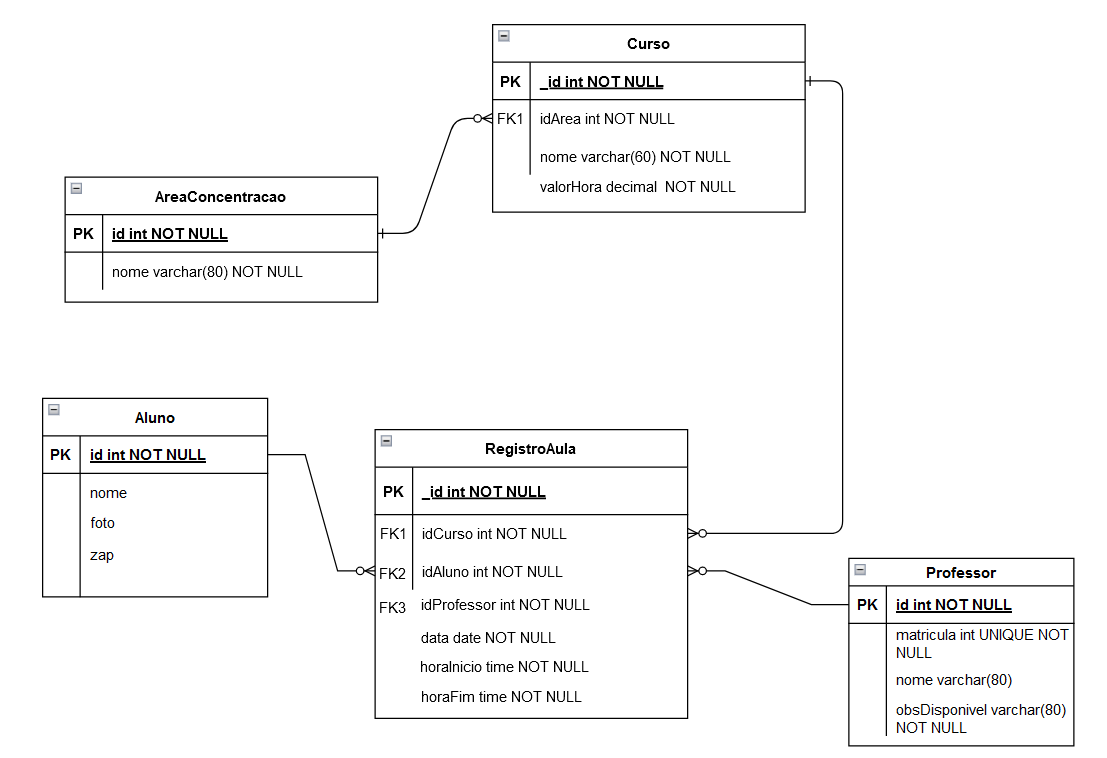 Curso
PK _id int NOT NULL
FK1 idArea int NOT NULL
nome varchar(60) NOT NULL
valorHora decimal  NOT NULL
AreaConcentracao
PK id int NOT NULL
nome varchar(80) NOT NULL
Aluno
PK id int NOT NULL
nome
foto
zap
RegistroAula
PK _id int NOT NULL
FK1 idCurso int NOT NULL
FK2 idAluno int NOT NULL
FK3 idProfessor int NOT NULL
data date NOT NULL
horaInicio time NOT NULL
horaFim time NOT NULL
Professor
PK id int NOT NULL
matricula int UNIQUE NOT
NULL
nome varchar(80)
obsDisponivel varchar(80)
NOT NULL